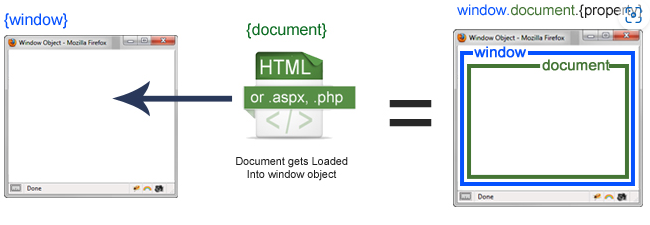 {window}
Window Object - Mozilla Firefox
Done
{document}
HTML
or .aspx, .php
</>
Document gets Loaded
Into window object
=
window.document.{property}
Window Object - Mozilla Firefox
window
document
Done